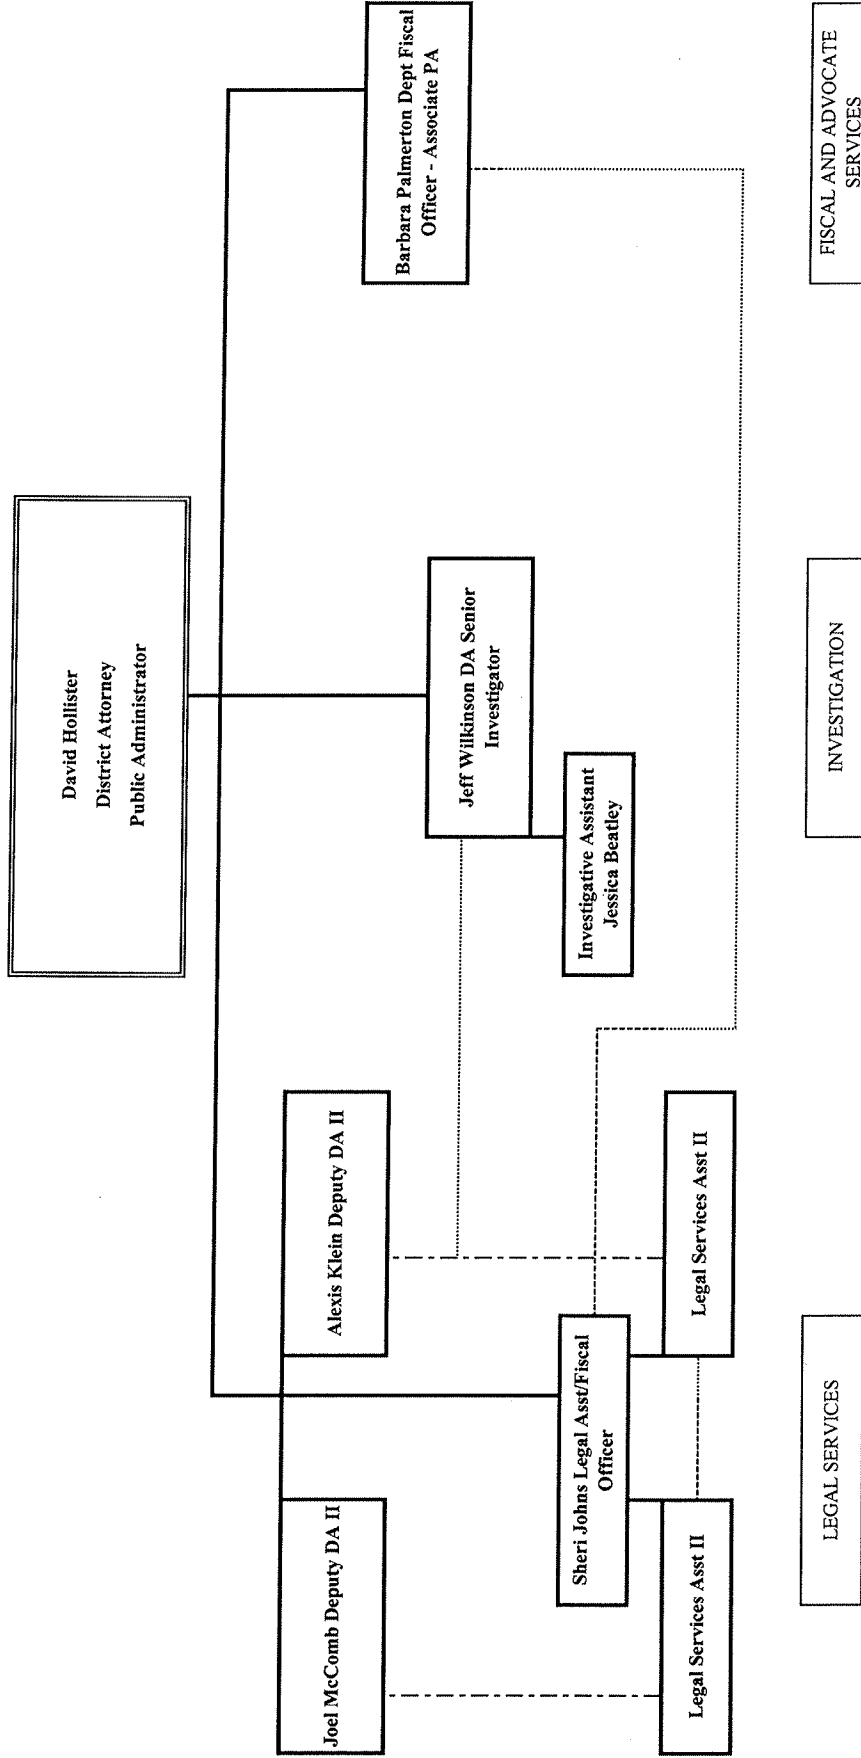 David Hollister
District Attorney
Public Administrator
Joel McComb Deputy DA II
Alexis Klein Deputy DA II
Jeff Wilkinson DA Senior
Investigator
Barbara Palmerton Dept Fiscal
Officer - Associate PA
Sheri Johns Legal Asst/Fiscal
Officer
Investigative Assistant
Jessica Beatley
Legal Services Asst II
Legal Services Asst II
LEGAL SERVICES
INVESTIGATION
FISCAL AND ADVOCATE
SERVICES